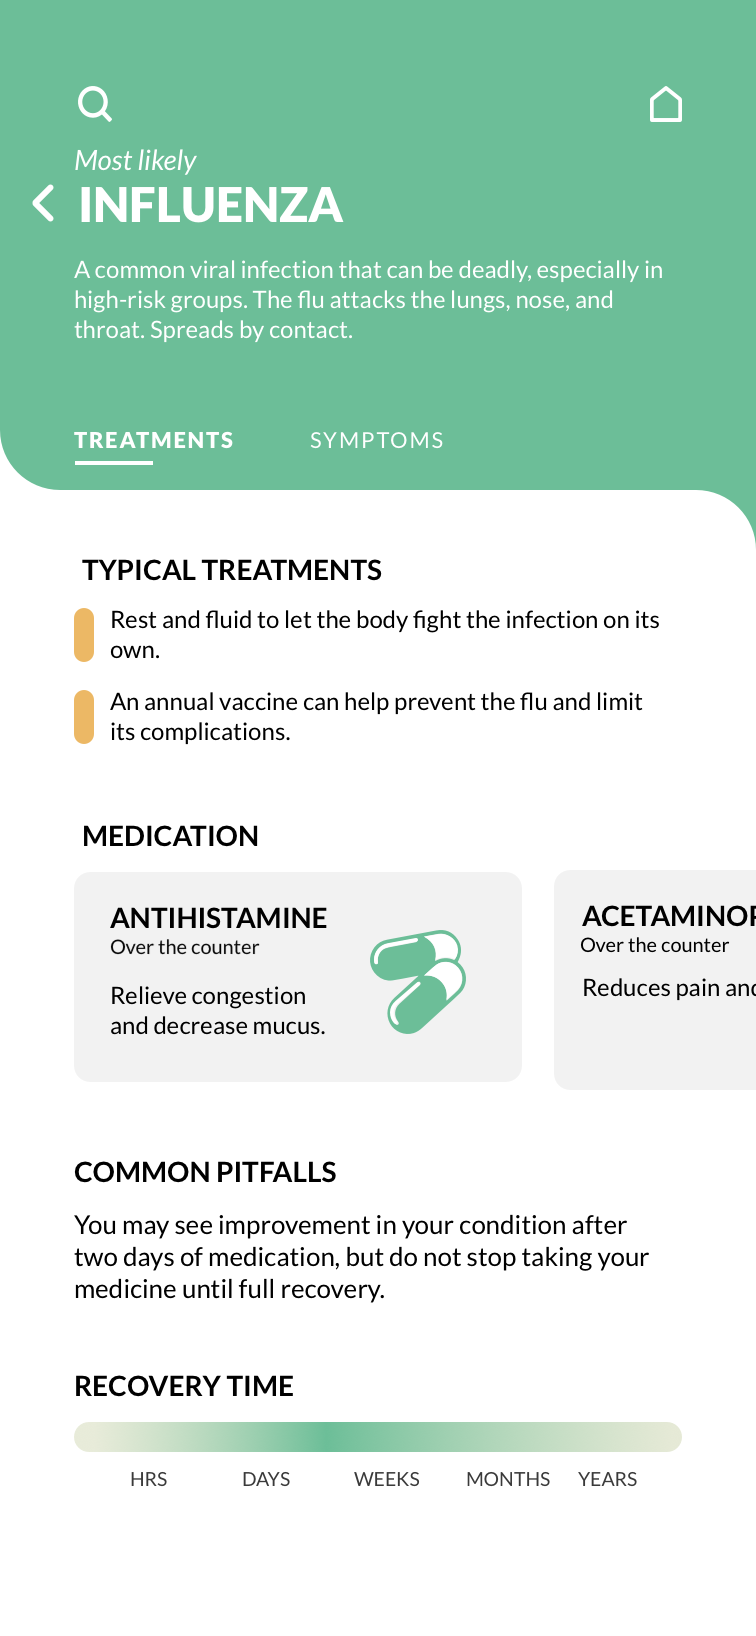 Most likely
INFLUENZA
A common viral infection that can be deadly, especially in
high-risk groups. The flu attacks the lungs, nose, and
throat. Spreads by contact.
TREATMENTS SYMPTOMS
TYPICAL TREATMENTS
Rest and fluid to let the body fight the infection on its
own.
An annual vaccine can help prevent the flu and limit
its complications.
MEDICATION
ANTIHISTAMINE
Over the counter
Relieve congestion
and decrease mucus.
Over the counter
Reduces pain and
COMMON PITFALLS
You may see improvement in your condition after
two days of medication, but do not stop taking your
medicine until full recovery.
RECOVERY TIME
HRS DAYS WEEKS MONTHS YEARS